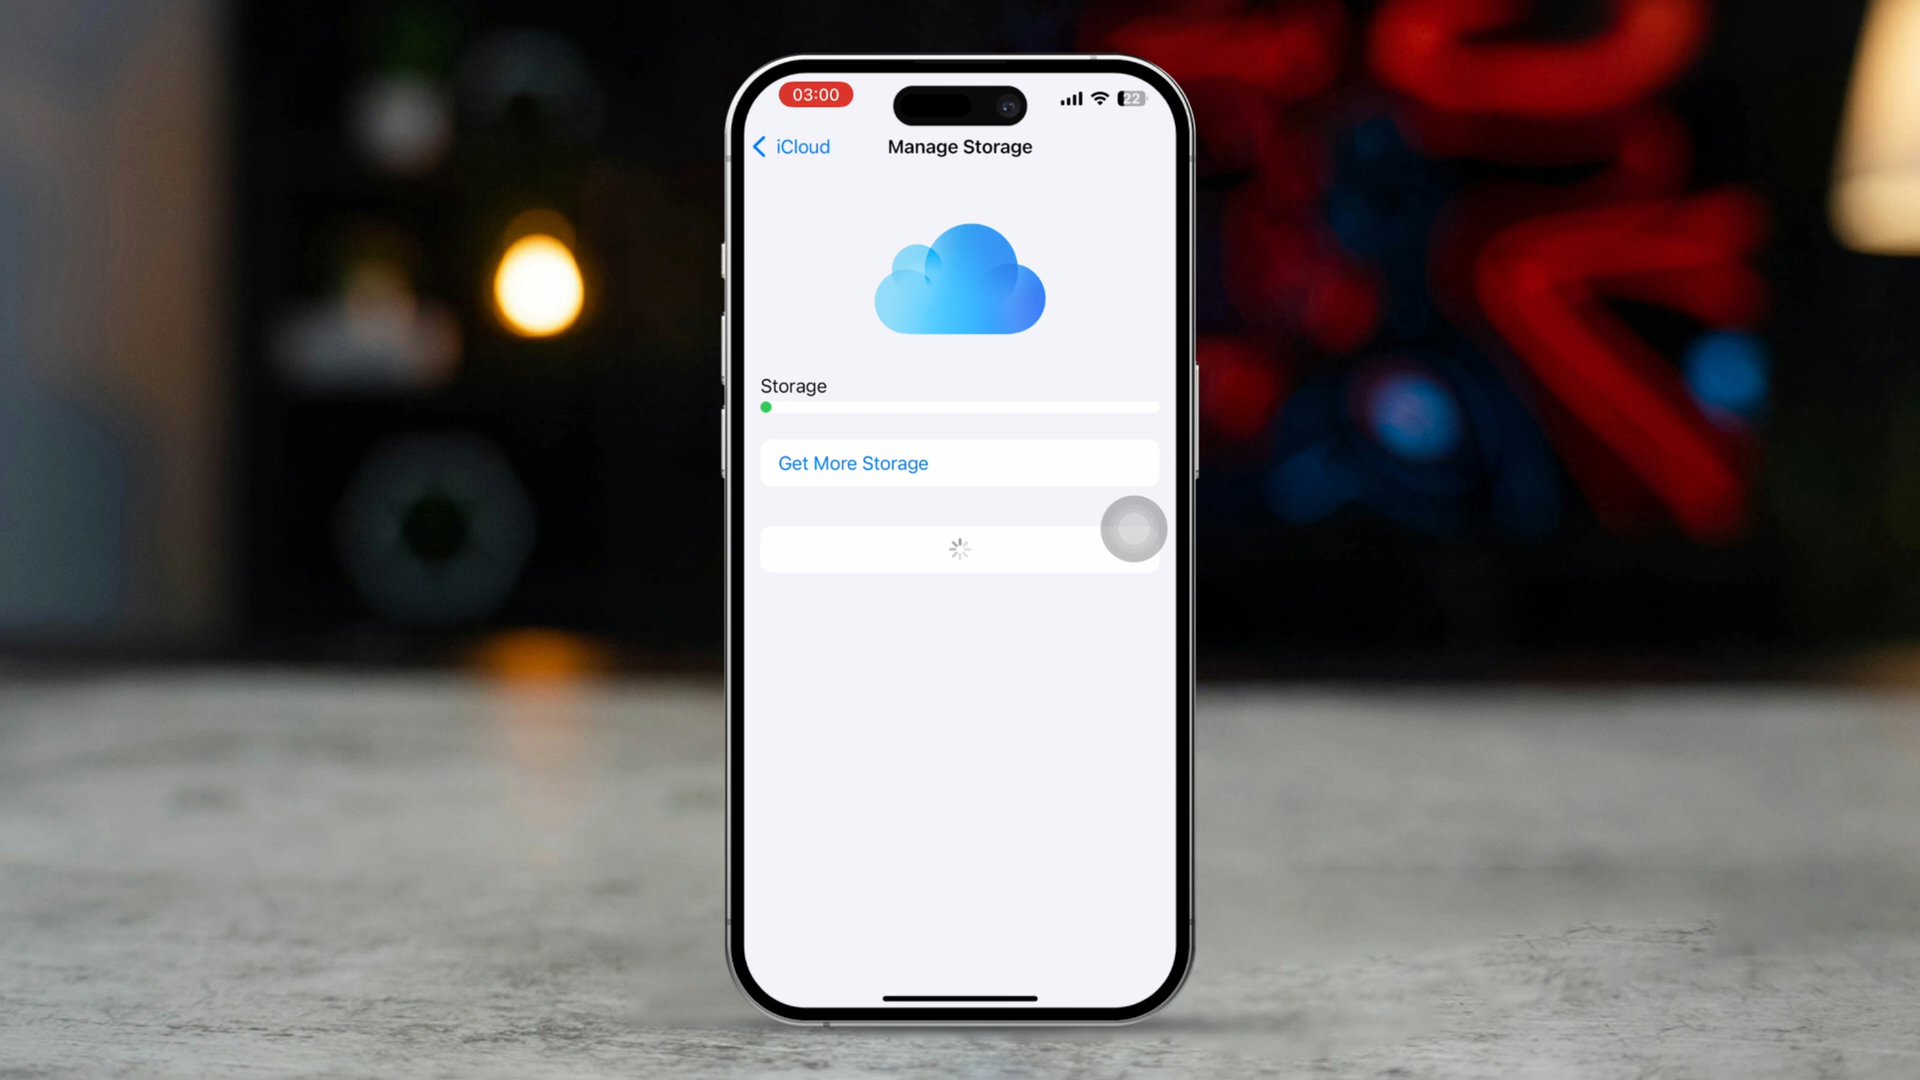 03:00
22
iCloud
Manage Storage
Storage
Get More Storage